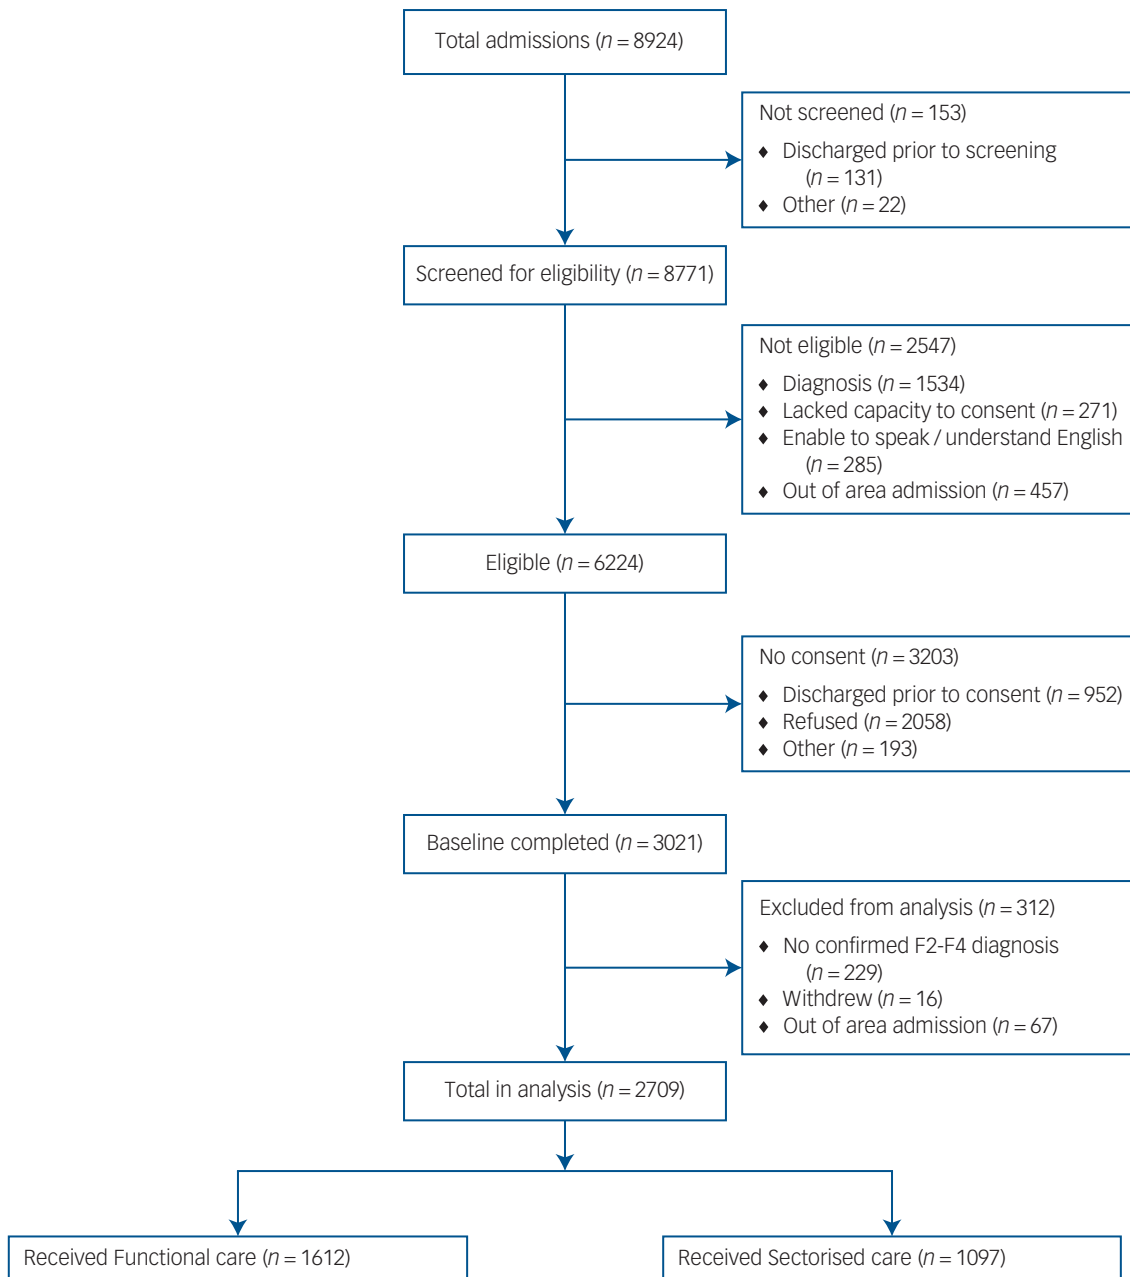 Total admissions (n = 8924)
Not screened (n = 153)
♦ Discharged prior to screening
(n = 131)
♦ Other (n = 22)
Screened for eligibility (n = 8771)
Not eligible (n = 2547)
♦ Diagnosis (n = 1534)
♦ Lacked capacity to consent (n = 271)
♦ Enable to speak / understand English
(n = 285)
♦ Out of area admission (n = 457)
Eligible (n = 6224)
No consent (n = 3203)
♦ Discharged prior to consent (n = 952)
♦ Refused (n = 2058)
♦ Other (n = 193)
Baseline completed (n = 3021)
Excluded from analysis (n = 312)
♦ No confirmed F2-F4 diagnosis
(n = 229)
♦ Withdrew (n = 16)
♦ Out of area admission (n = 67)
Total in analysis (n = 2709)
Received Functional care (n = 1612)
Received Sectorised care (n = 1097)